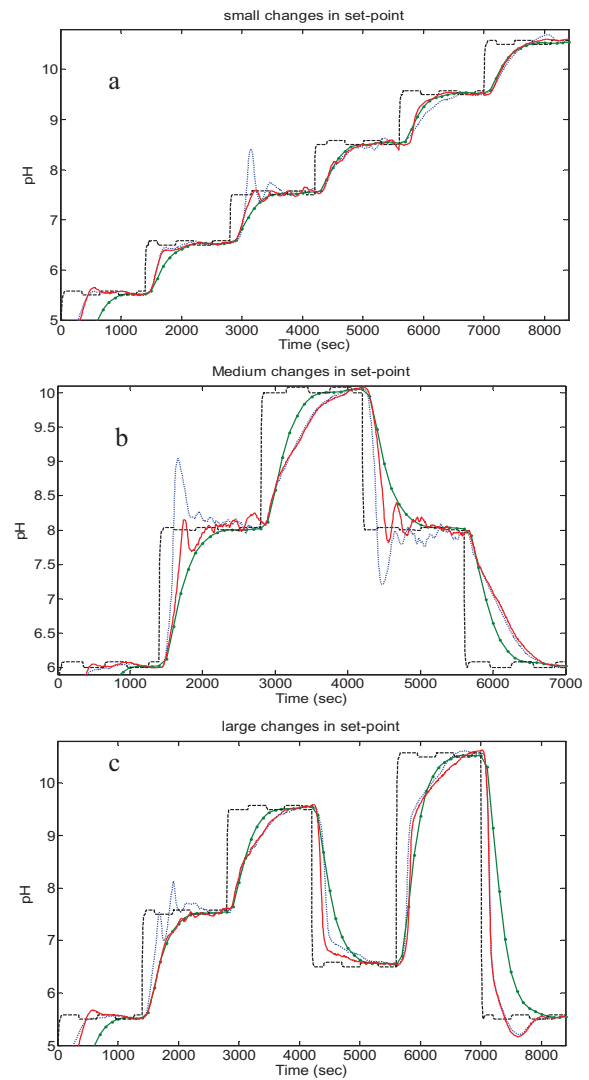 small changes in set-point
a
10
9
8
7
6
5
pH
0 1000 2000 3000 4000 5000 6000 7000 8000
Time (sec)
Medium changes in set-point
b
10
9.5
9
8.5
8
7.5
7
6.5
6
pH
0 1000 2000 3000 4000 5000 6000 7000
Time (sec)
large changes in set-point
c
10
9
8
7
6
5
pH
0 1000 2000 3000 4000 5000 6000 7000 8000
Time (sec)